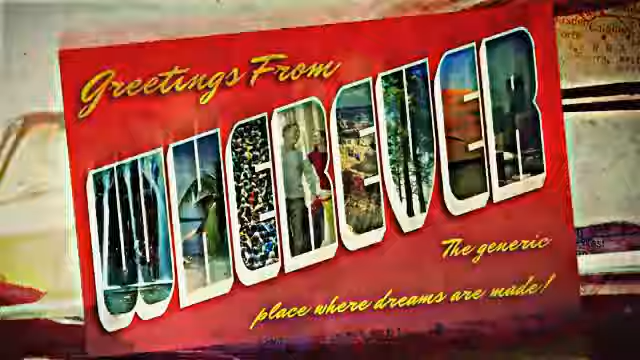 Greetings From
WHEREVER
The generic
place where dreams are made!